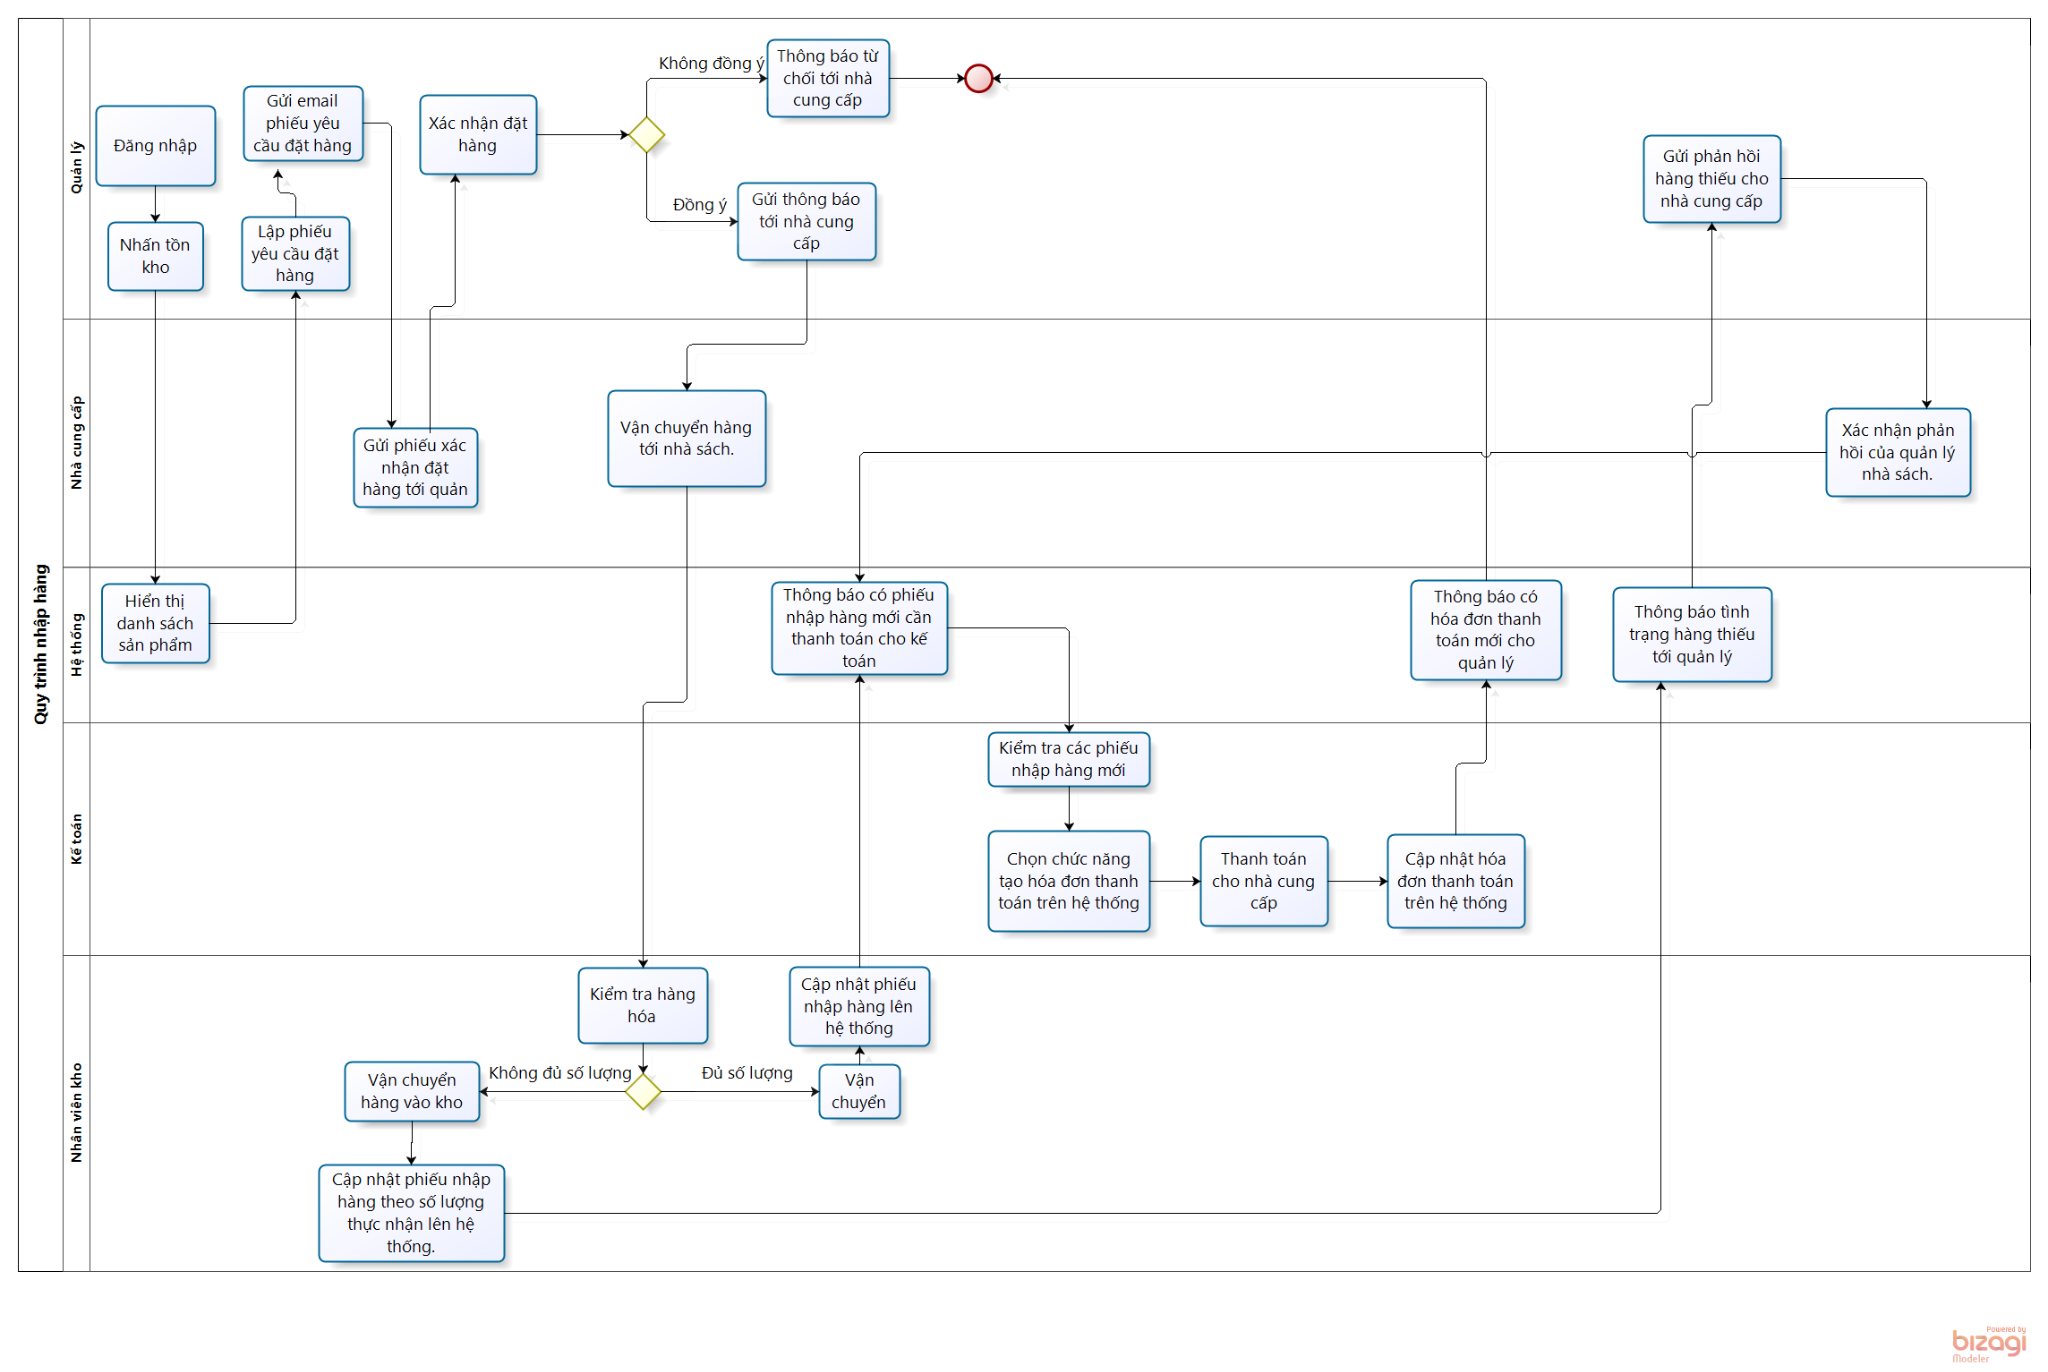 Quy trình nhập hàng
Quản lý
Đăng nhập
Nhấn tồn
kho
Gửi email
phiếu yêu
cầu đặt hàng
Lập phiếu
yêu cầu đặt
hàng
Xác nhận đặt
hàng
Không đồng ý
Thông báo từ
chối tới nhà
cung cấp
Đồng ý
Gửi thông báo
tới nhà cung
cấp
Gửi phản hồi
hàng thiếu cho
nhà cung cấp
Nhà cung cấp
Gửi phiếu xác
nhận đặt
hàng tới quản
Vận chuyển hàng
tới nhà sách.
Xác nhận phản
hồi của quản lý
nhà sách.
Hệ thống
Hiển thị
danh sách
sản phẩm
Thông báo có phiếu
nhập hàng mới cần
thanh toán cho kế
toán
Thông báo có
hóa đơn thanh
toán mới cho
quản lý
Thông báo tình
trạng hàng thiếu
tới quản lý
Kế toán
Kiểm tra các phiếu
nhập hàng mới
Chọn chức năng
tạo hóa đơn thanh
toán trên hệ thống
Thanh toán
cho nhà cung
cấp
Cập nhật hóa
đơn thanh toán
trên hệ thống
Nhân viên kho
Kiểm tra hàng
hóa
Cập nhật phiếu
nhập hàng lên
hệ thống
Không đủ số lượng
Đủ số lượng
Vận chuyển
hàng vào kho
Vận
chuyển
Cập nhật phiếu nhập
hàng theo số lượng
thực nhận lên hệ
thống.
Powered by
bizagi
Modeler